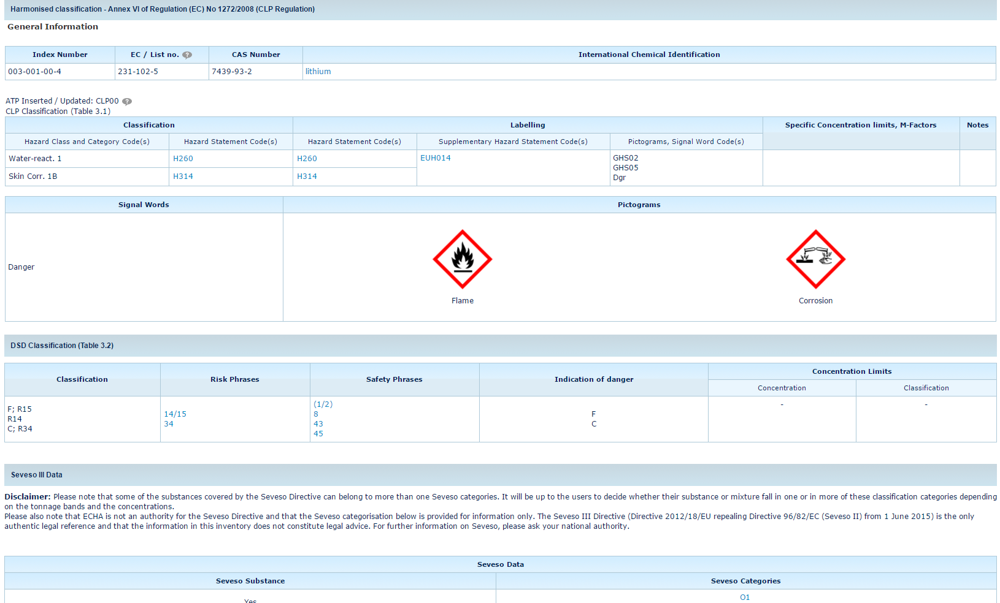 Harmonised classification - Annex VI of Regulation (EC) No 1272/2008 (CLP Regulation)
General Information
Index Number EC / List no. ? CAS Number International Chemical Identification
003-001-00-4 231-102-5 7439-93-2 lithium
ATP Inserted / Updated: CLP00 ?
CLP Classification (Table 3.1)
Classification Labelling Specific Concentration limits, M-Factors Notes
Hazard Class and Category Code(s) Hazard Statement Code(s) Hazard Statement Code(s) Supplementary Hazard Statement Code(s) Pictograms, Signal Word Code(s)
Water-react. 1 H260 H260 EUH014 GHS02
GHS05
Skin Corr. 1B H314 H314 Dgr
Signal Words Pictograms
Danger
Flame Corrosion
DSD Classification (Table 3.2)
Classification Risk Phrases Safety Phrases Indication of danger Concentration Limits
Concentration Classification
F; R15
R14
C; R34
14/15
34
(1/2)
8
43
45
F
C
- -
Seveso III Data
Disclaimer: Please note that some of the substances covered by the Seveso Directive can belong to more than one Seveso categories. It will be up to the users to decide whether their substance or mixture fall in one or in more of these classification categories depending
on the tonnage bands and the concentrations.
Please also note that ECHA is not an authority for the Seveso Directive and that the Seveso categorisation below is provided for information only. The Seveso III Directive (Directive 2012/18/EU repealing Directive 96/82/EC (Seveso II) from 1 June 2015) is the only
authentic legal reference and that the information in this inventory does not constitute legal advice. For further information on Seveso, please ask your national authority.
Seveso Data
Seveso Substance Seveso Categories
Yes O1